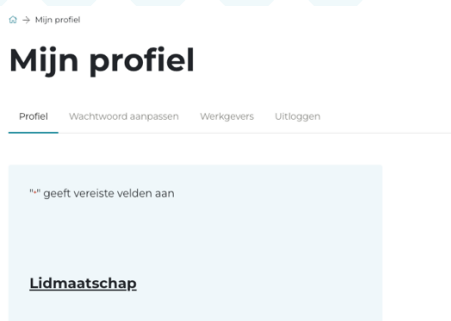 Mijn profiel
Mijn profiel
Profiel Wachtwoord aanpassen Werkgevers Uitloggen
"*" geeft vereiste velden aan
Lidmaatschap